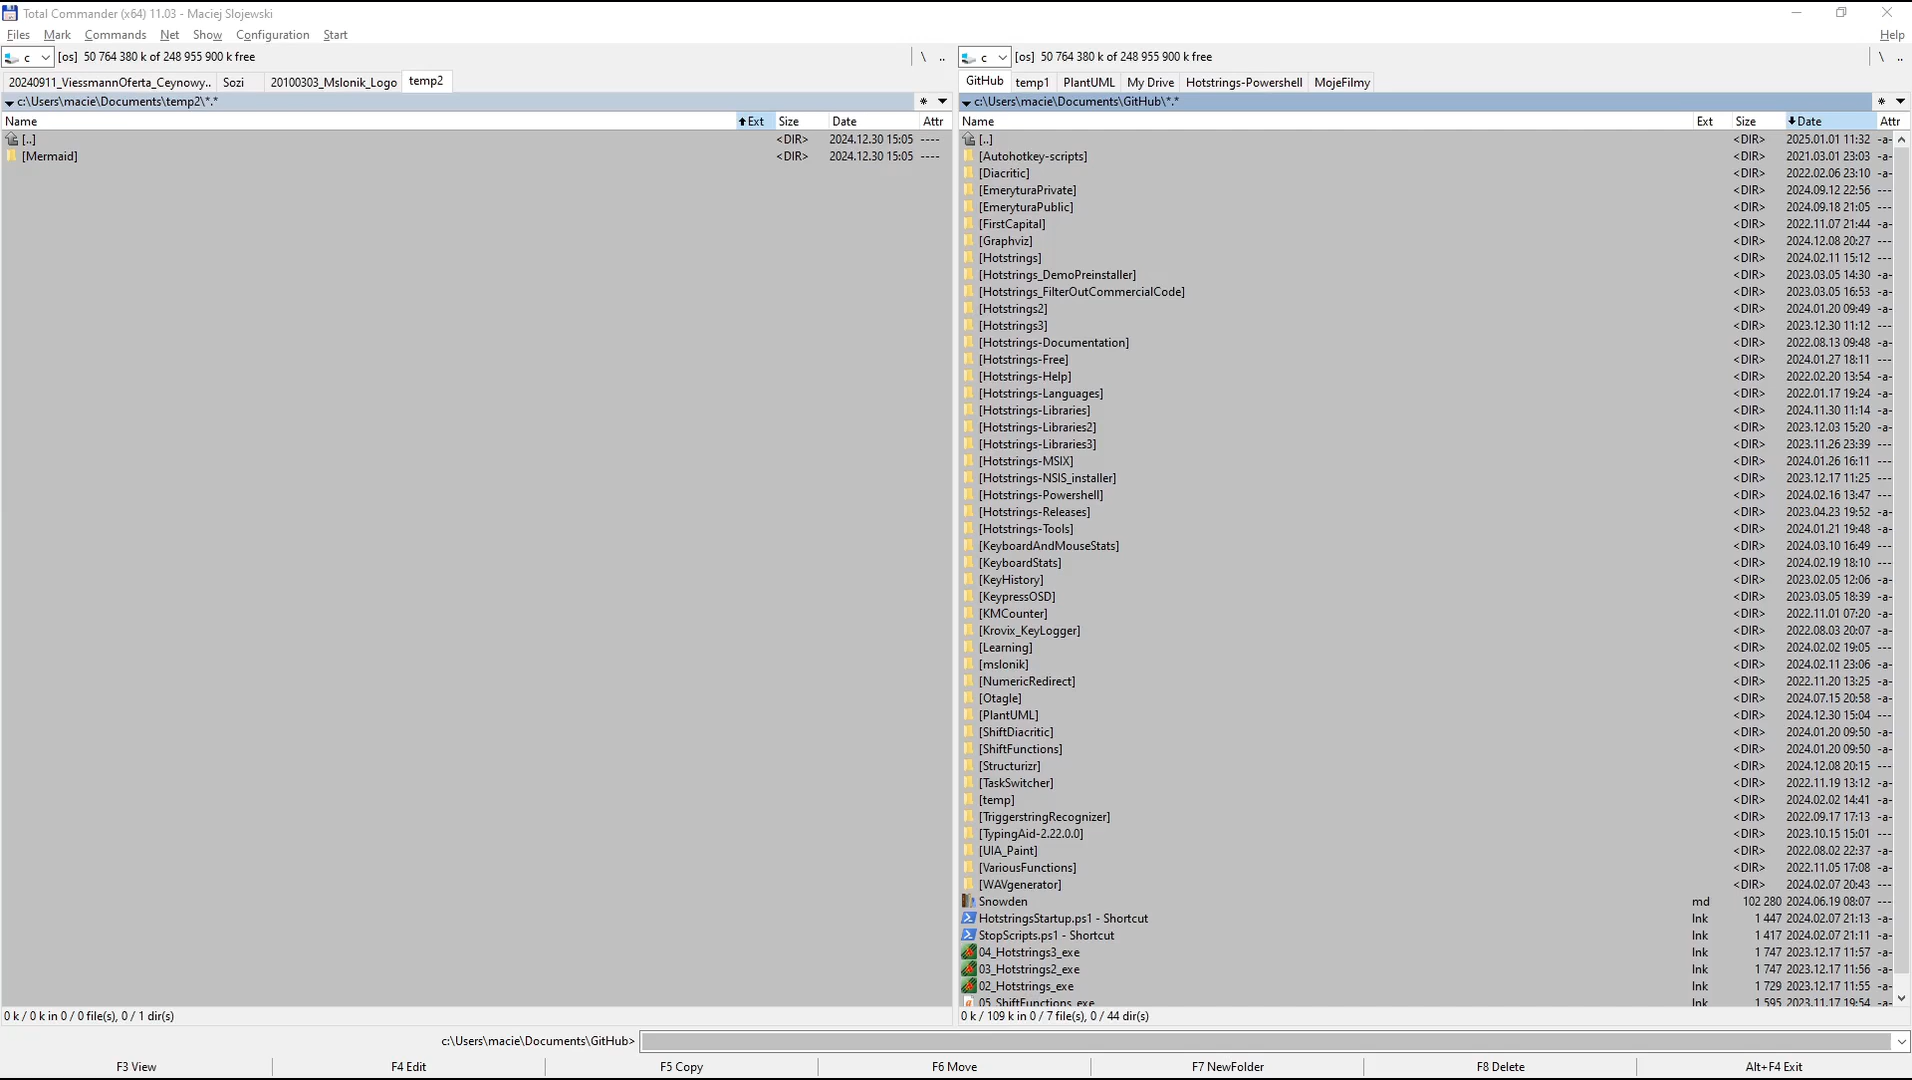 Total Commander (x64) 11.03 - Maciej Slojewski
Files Mark Commands Net Show Configuration Start Help
c [os] 50 764 380 k of 248 955 900 k free \ ..
20240911_ViessmannOferta_Ceynowy.. Sozi 20100303_Mslonik_Logo temp2
c:\Users\macie\Documents\temp2\*.* *
Name Ext Size Date Attr
[..] <DIR> 2024.12.30 15:05 ----
[Mermaid] <DIR> 2024.12.30 15:05 ----
0 k / 0 k in 0 / 0 file(s), 0 / 1 dir(s)
c [os] 50 764 380 k of 248 955 900 k free \ ..
GitHub temp1 PlantUML My Drive Hotstrings-Powershell MojeFilmy
c:\Users\macie\Documents\GitHub\*.* *
Name Ext Size Date Attr
[..] <DIR> 2025.01.01 11:32 -a-
[Autohotkey-scripts] <DIR> 2021.03.01 23:03 -a-
[Diacritic] <DIR> 2022.02.06 23:10 -a-
[EmeryturaPrivate] <DIR> 2024.09.12 22:56 ---
[EmeryturaPublic] <DIR> 2024.09.18 21:05 ---
[FirstCapital] <DIR> 2022.11.07 21:44 -a-
[Graphviz] <DIR> 2024.12.08 20:27 ---
[Hotstrings] <DIR> 2024.02.11 15:12 ---
[Hotstrings_DemoPreinstaller] <DIR> 2023.03.05 14:30 -a-
[Hotstrings_FilterOutCommercialCode] <DIR> 2023.03.05 16:53 -a-
[Hotstrings2] <DIR> 2024.01.20 09:49 -a-
[Hotstrings3] <DIR> 2023.12.30 11:12 ---
[Hotstrings-Documentation] <DIR> 2022.08.13 09:48 -a-
[Hotstrings-Free] <DIR> 2024.01.27 18:11 ---
[Hotstrings-Help] <DIR> 2022.02.20 13:54 -a-
[Hotstrings-Languages] <DIR> 2022.01.17 19:24 -a-
[Hotstrings-Libraries] <DIR> 2024.11.30 11:14 ---
[Hotstrings-Libraries2] <DIR> 2023.12.03 15:20 ---
[Hotstrings-Libraries3] <DIR> 2023.11.26 23:39 ---
[Hotstrings-MSIX] <DIR> 2024.01.26 16:11 ---
[Hotstrings-NSIS_installer] <DIR> 2023.12.17 11:25 -a-
[Hotstrings-Powershell] <DIR> 2024.02.16 13:47 ---
[Hotstrings-Releases] <DIR> 2023.04.23 19:52 -a-
[Hotstrings-Tools] <DIR> 2024.01.21 19:48 -a-
[KeyboardAndMouseStats] <DIR> 2024.03.10 16:49 ---
[KeyboardStats] <DIR> 2024.02.19 18:10 ---
[KeyHistory] <DIR> 2023.02.05 12:06 -a-
[KeypressOSD] <DIR> 2023.03.05 18:39 -a-
[KMCounter] <DIR> 2022.11.01 07:20 -a-
[Krovix_KeyLogger] <DIR> 2022.08.03 20:07 -a-
[Learning] <DIR> 2024.02.02 19:05 ---
[mslonik] <DIR> 2024.02.11 23:06 -a-
[NumericRedirect] <DIR> 2022.11.20 13:25 -a-
[Otagle] <DIR> 2024.07.15 20:58 -a-
[PlantUML] <DIR> 2024.12.30 15:04 ---
[ShiftDiacritic] <DIR> 2024.01.20 09:50 -a-
[ShiftFunctions] <DIR> 2024.01.20 09:50 -a-
[Structurizr] <DIR> 2024.12.08 20:15 ---
[TaskSwitcher] <DIR> 2022.11.19 13:12 -a-
[temp] <DIR> 2024.02.02 14:41 -a-
[TriggerstringRecognizer] <DIR> 2022.09.17 17:13 -a-
[TypingAid-2.22.0.0] <DIR> 2023.10.15 15:01 ---
[UIA_Paint] <DIR> 2022.08.02 22:37 -a-
[VariousFunctions] <DIR> 2022.11.05 17:08 -a-
[WAVgenerator] <DIR> 2024.02.07 20:43 ---
Snowden md 102 280 2024.06.19 08:07 ---
HotstringsStartup.ps1 - Shortcut lnk 1 447 2024.02.07 21:13 -a-
StopScripts.ps1 - Shortcut lnk 1 417 2024.02.07 21:11 -a-
04_Hotstrings3_exe lnk 1 747 2023.12.17 11:57 -a-
03_Hotstrings2_exe lnk 1 747 2023.12.17 11:56 -a-
02_Hotstrings_exe lnk 1 729 2023.12.17 11:55 -a-
05_ShiftFunctions_exe lnk 1 595 2023.11.17 19:54 -a-
0 k / 109 k in 0 / 7 file(s), 0 / 44 dir(s)
c:\Users\macie\Documents\GitHub>
F3 View F4 Edit F5 Copy F6 Move F7 NewFolder F8 Delete Alt+F4 Exit